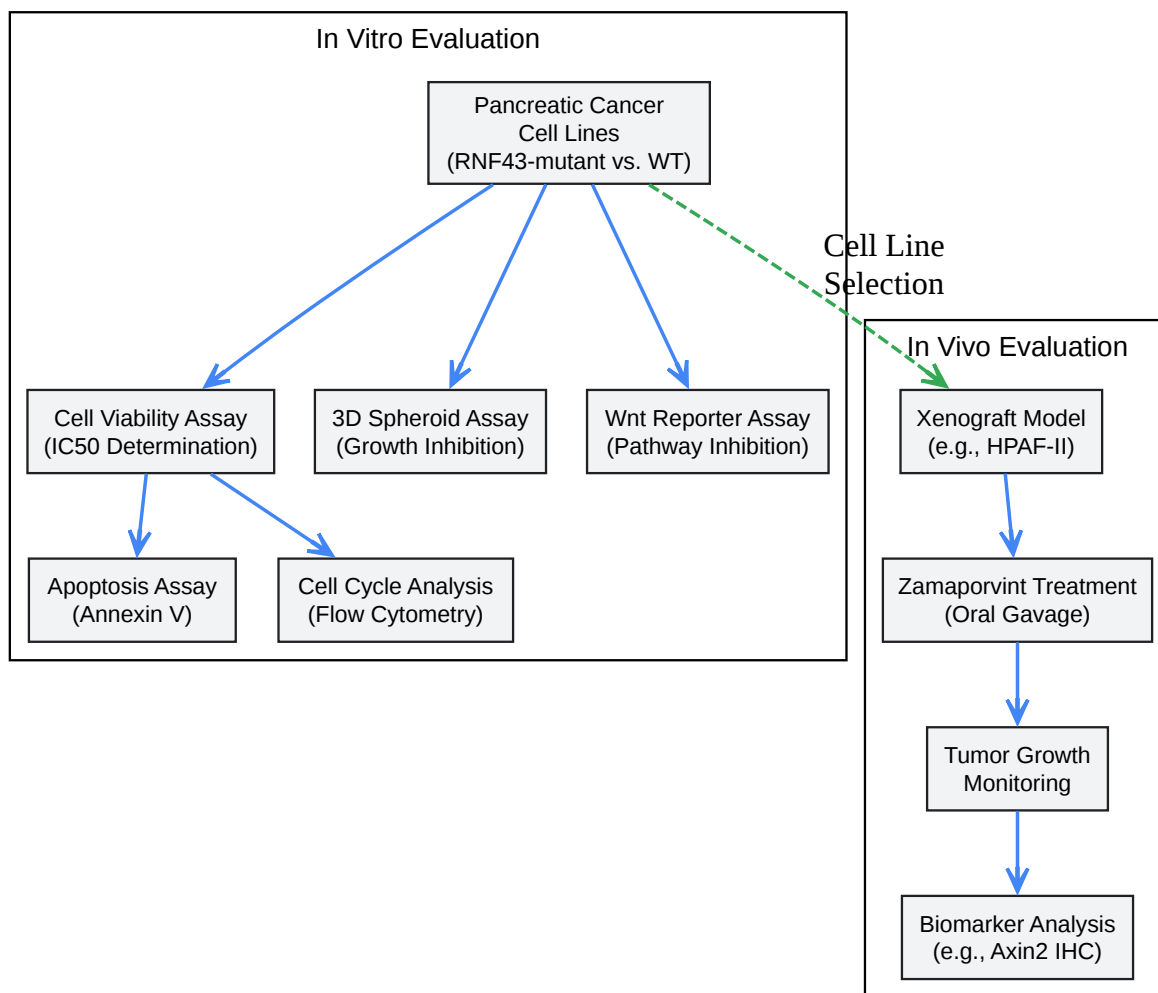 In Vitro Evaluation
Pancreatic Cancer
Cell Lines
(RNF43-mutant vs. WT)
Cell Line
Selection
In Vivo Evaluation
Cell Viability Assay
(IC50 Determination)
3D Spheroid Assay
(Growth Inhibition)
Wnt Reporter Assay
(Pathway Inhibition)
Xenograft Model
(e.g., HPAF-II)
Apoptosis Assay
(Annexin V)
Cell Cycle Analysis
(Flow Cytometry)
Zamaporvint Treatment
(Oral Gavage)
Tumor Growth
Monitoring
Biomarker Analysis
(e.g., Axin2 IHC)